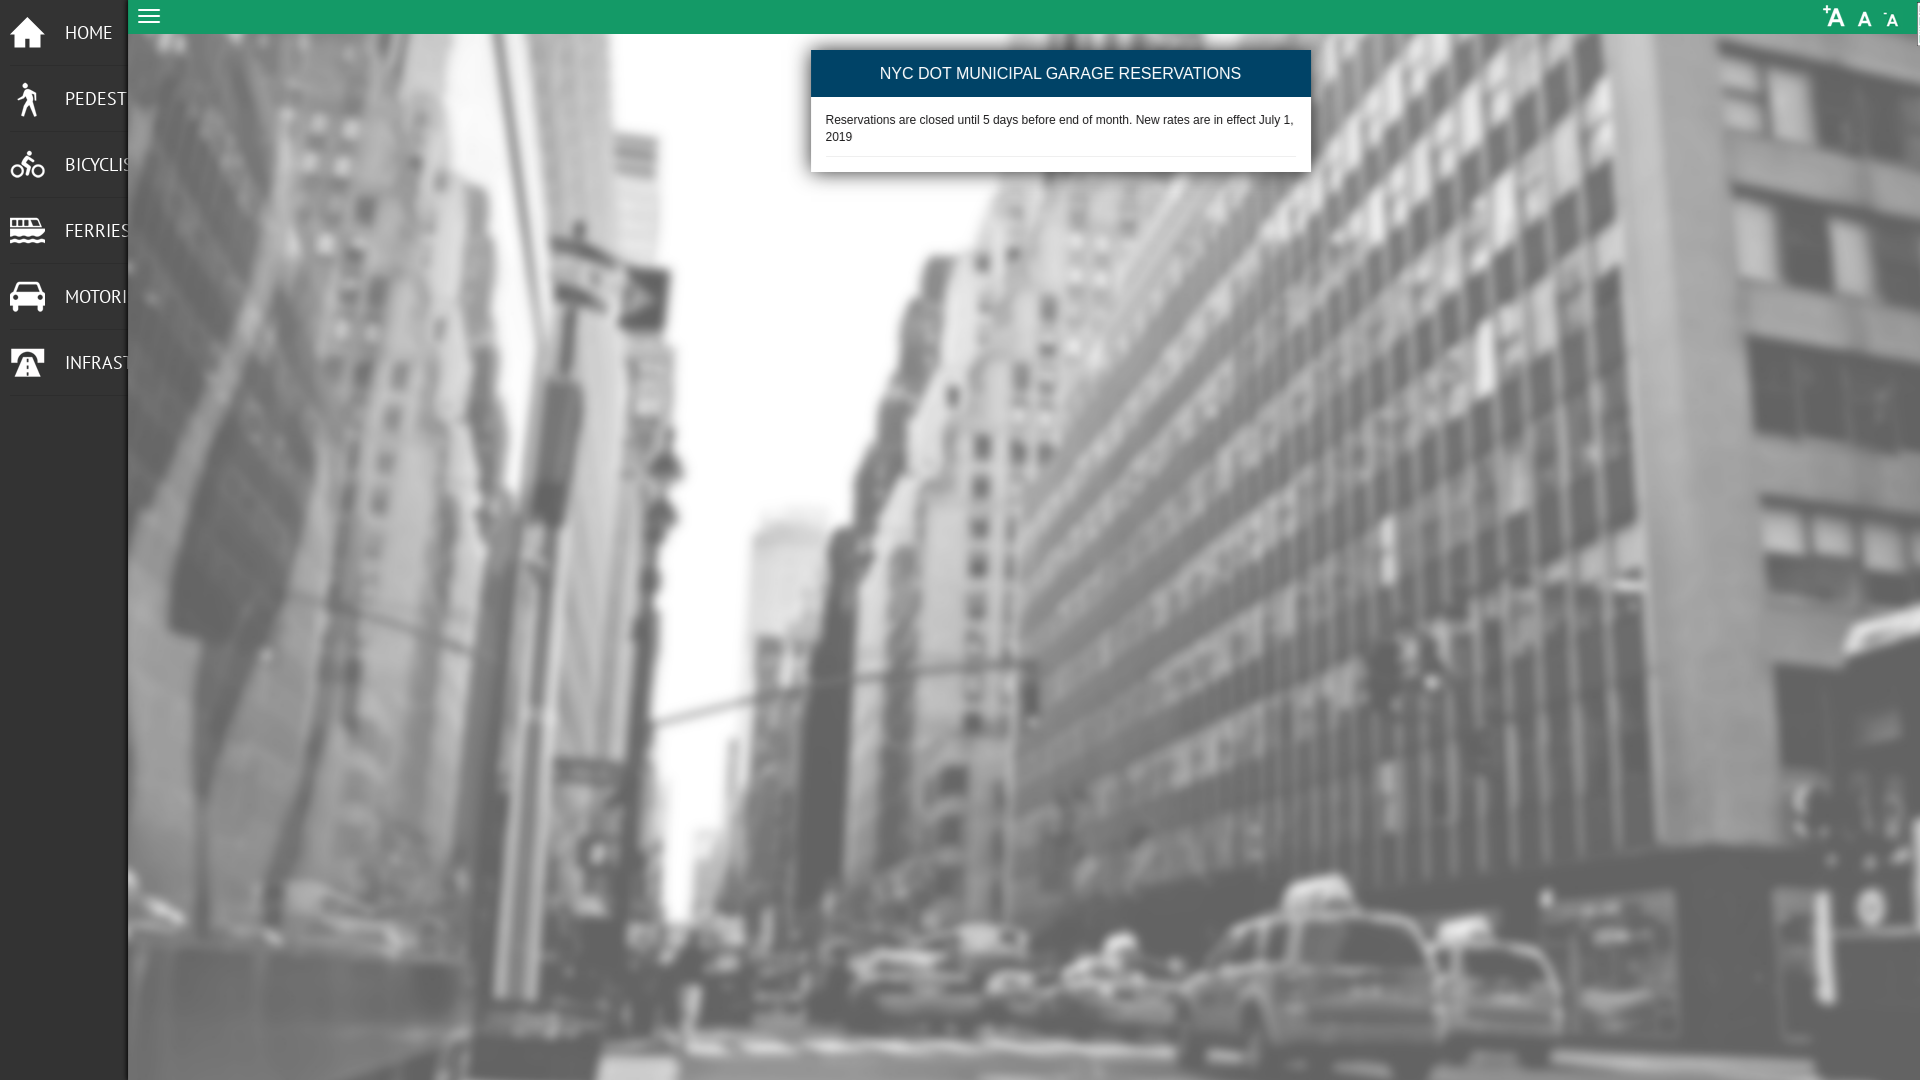 HOME
PEDEST
BICYCLIS
FERRIES
MOTORI
INFRAST
+A A -A
NYC DOT MUNICIPAL GARAGE RESERVATIONS
Reservations are closed until 5 days before end of month. New rates are in effect July 1,
2019